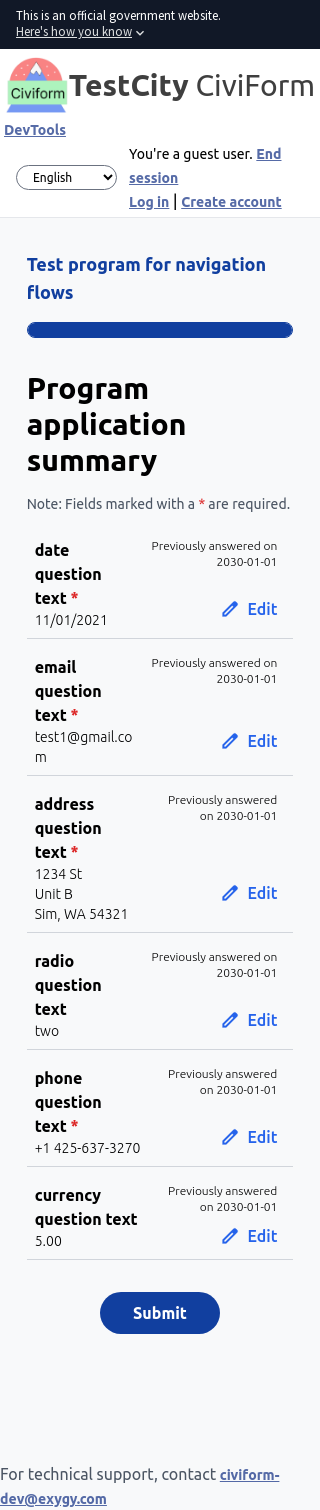 This is an official government website.
Here's how you know
Civiform
TestCity CiviForm
DevTools
English
You're a guest user. End
session
Log in | Create account
Test program for navigation
flows
Program
application
summary
Note: Fields marked with a * are required.
date
question
text *
11/01/2021
Previously answered on
2030-01-01
Edit
email
question
text *
test1@gmail.co
m
Previously answered on
2030-01-01
Edit
address
question
text *
1234 St
Unit B
Sim, WA 54321
Previously answered
on 2030-01-01
Edit
radio
question
text
two
Previously answered on
2030-01-01
Edit
phone
question
text *
+1 425-637-3270
Previously answered
on 2030-01-01
Edit
currency
question text
5.00
Previously answered
on 2030-01-01
Edit
Submit
For technical support, contact civiform-
dev@exygy.com